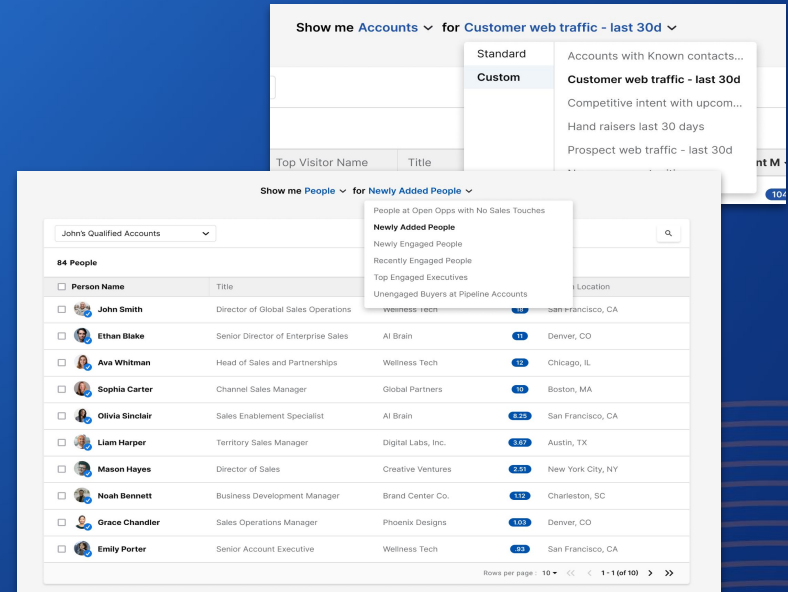 Show me Accounts for Customer web traffic - last 30d
Standard
Custom
Accounts with Known contacts...
Customer web traffic - last 30d
Competitive intent with upcom...
Hand raisers last 30 days
Prospect web traffic - last 30d
Top Visitor Name Title nt M
104
Show me People for Newly Added People
People at Open Opps with No Sales Touches
Newly Added People
Newly Engaged People
Recently Engaged People
Top Engaged Executives
Unengaged Buyers at Pipeline Accounts
John's Qualified Accounts
84 People
Person Name Title Location
John Smith Director of Global Sales Operations Wellness Tech 18 San Francisco, CA
Ethan Blake Senior Director of Enterprise Sales AI Brain 11 Denver, CO
Ava Whitman Head of Sales and Partnerships Wellness Tech 12 Chicago, IL
Sophia Carter Channel Sales Manager Global Partners 10 Boston, MA
Olivia Sinclair Sales Enablement Specialist AI Brain 8.25 San Francisco, CA
Liam Harper Territory Sales Manager Digital Labs, Inc. 3.67 Austin, TX
Mason Hayes Director of Sales Creative Ventures 2.51 New York City, NY
Noah Bennett Business Development Manager Brand Center Co. 1.12 Charleston, SC
Grace Chandler Sales Operations Manager Phoenix Designs 1.03 Denver, CO
Emily Porter Senior Account Executive Wellness Tech .93 San Francisco, CA
Rows per page : 10 1 - 1 (of 10)